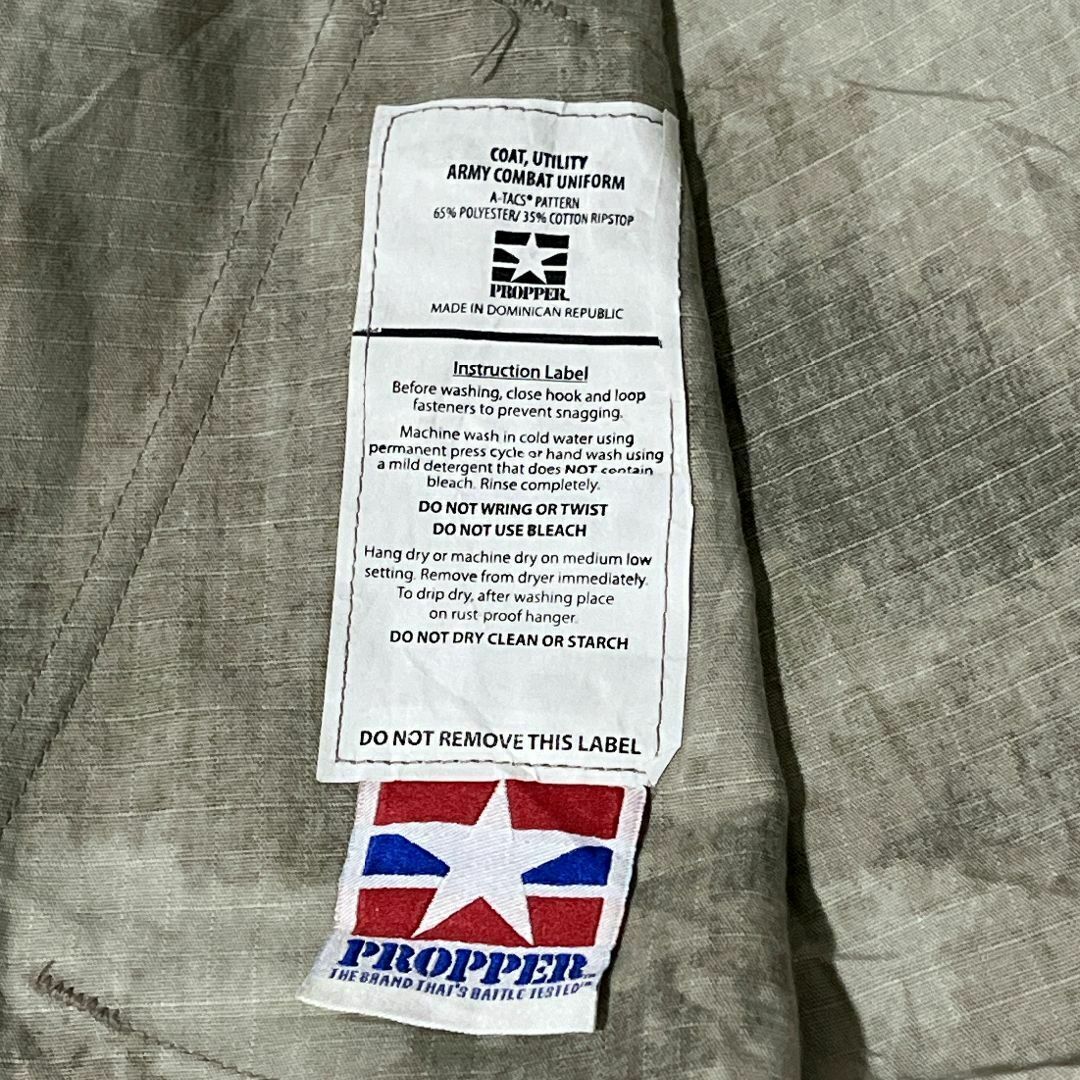 COAT, UTILITY
ARMY COMBAT UNIFORM
A-TACS® PATTERN
65% POLYESTER/ 35% COTTON RIPSTOP
PROPPER™
MADE IN DOMINICAN REPUBLIC
Instruction Label
Before washing, close hook and loop
fasteners to prevent snagging.
Machine wash in cold water using
permanent press cycle or hand wash using
a mild detergent that does NOT contain
bleach. Rinse completely.
DO NOT WRING OR TWIST
DO NOT USE BLEACH
Hang dry or machine dry on medium low
setting. Remove from dryer immediately.
To drip dry, after washing place
on rust proof hanger.
DO NOT DRY CLEAN OR STARCH
DO NOT REMOVE THIS LABEL
PROPPER™
THE BRAND THAT'S BATTLE TESTED™